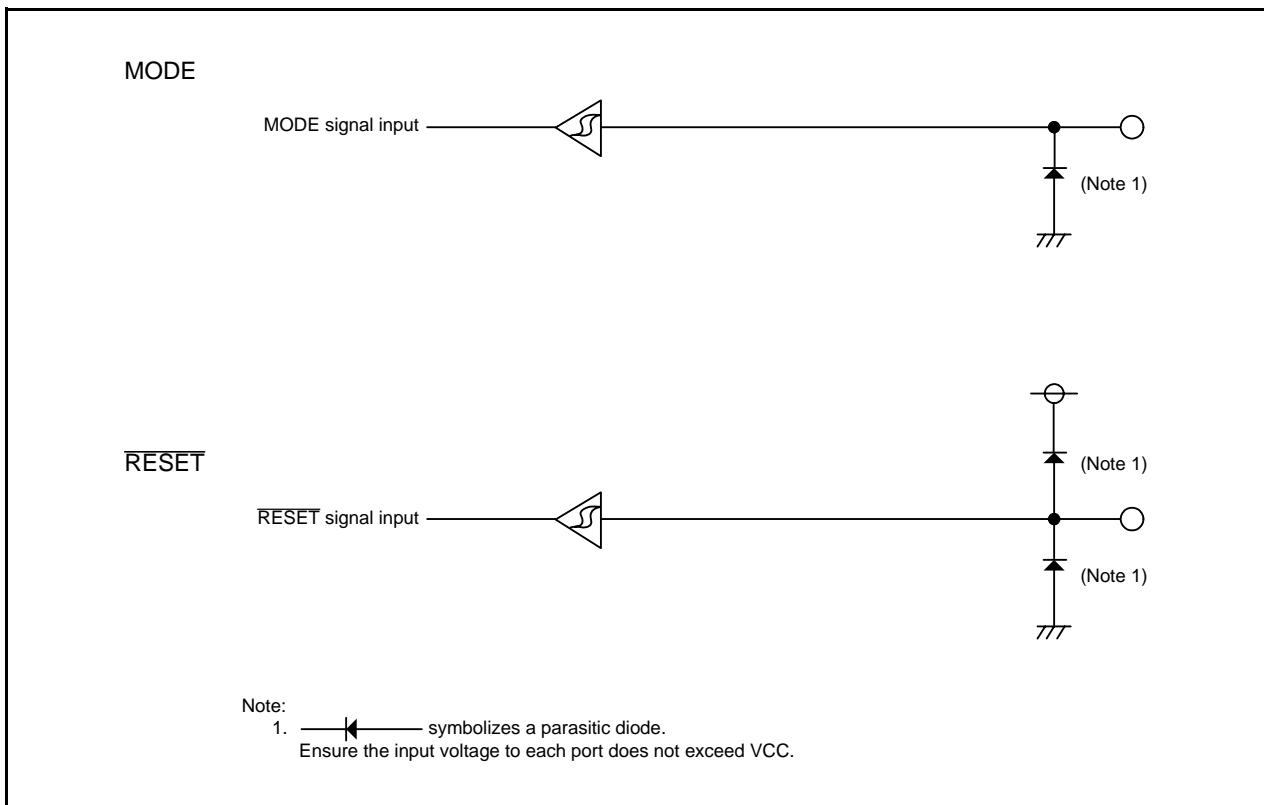 MODE
MODE signal input
(Note 1)
(Note 1)
RESET
RESET signal input
(Note 1)
Note:
1. symbolizes a parasitic diode.
Ensure the input voltage to each port does not exceed VCC.